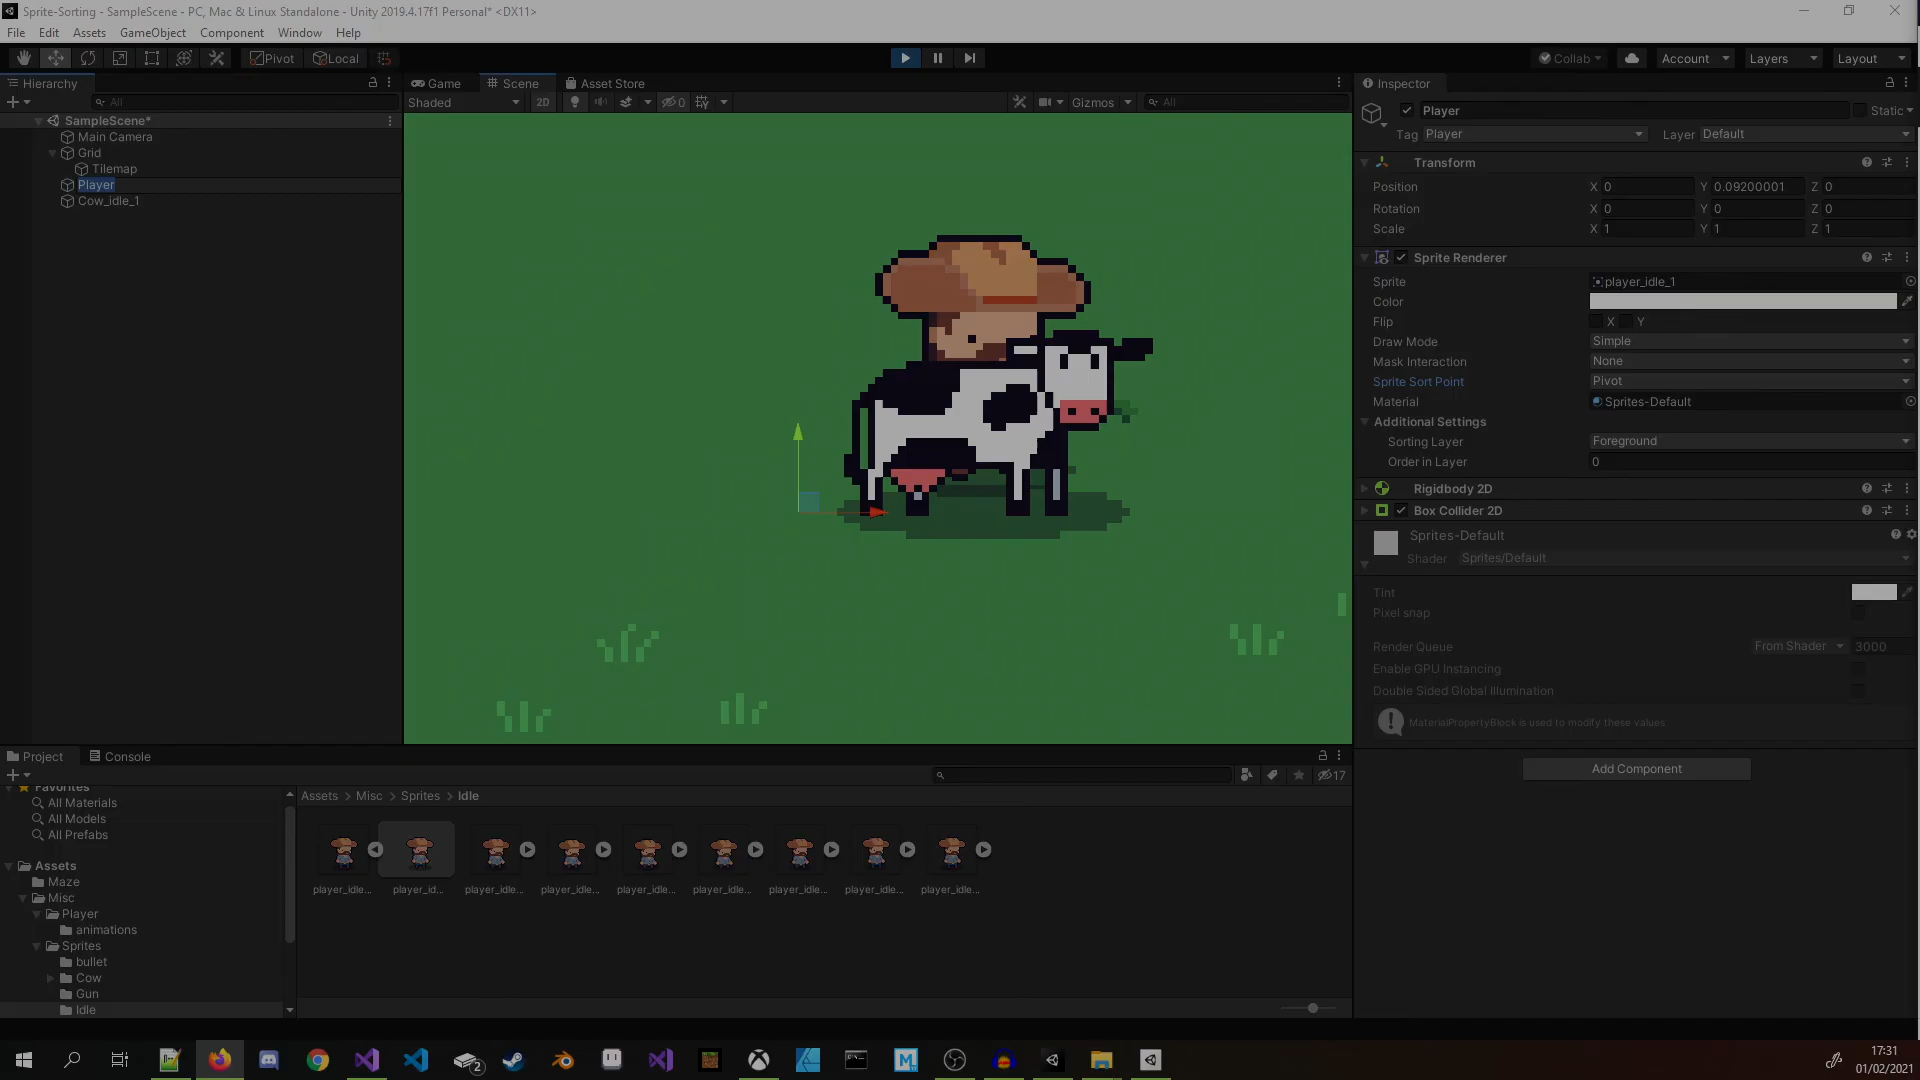 Sprite-Sorting - SampleScene - PC, Mac & Linux Standalone - Unity 2019.4.17f1 Personal* <DX11>
File Edit Assets GameObject Component Window Help
Pivot Local Collab Account Layers Layout
Hierarchy
All
SampleScene*
Main Camera
Grid
Tilemap
Player
Cow_idle_1
Game Scene Asset Store
Shaded 2D 0 Gizmos All
Inspector
Player Static
Tag Player Layer Default
Transform
Position X 0 Y 0.09200001 Z 0
Rotation X 0 Y 0 Z 0
Scale X 1 Y 1 Z 1
Sprite Renderer
Sprite player_idle_1
Color
Flip X Y
Draw Mode Simple
Mask Interaction None
Sprite Sort Point Pivot
Material Sprites-Default
Additional Settings
Sorting Layer Foreground
Order in Layer 0
Rigidbody 2D
Box Collider 2D
Sprites-Default
Shader Sprites/Default
Tint
Pixel snap
Render Queue From Shader 3000
Enable GPU Instancing
Double Sided Global Illumination
MaterialPropertyBlock is used to modify these values
Add Component
Project Console
17
Favorites
All Materials
All Models
All Prefabs
Assets
Maze
Misc
Player
animations
Sprites
bullet
Cow
Gun
Idle
Assets > Misc > Sprites > Idle
player_idle... player_id... player_idle... player_idle... player_idle... player_idle... player_idle... player_idle... player_idle...
2
17:31
01/02/2021